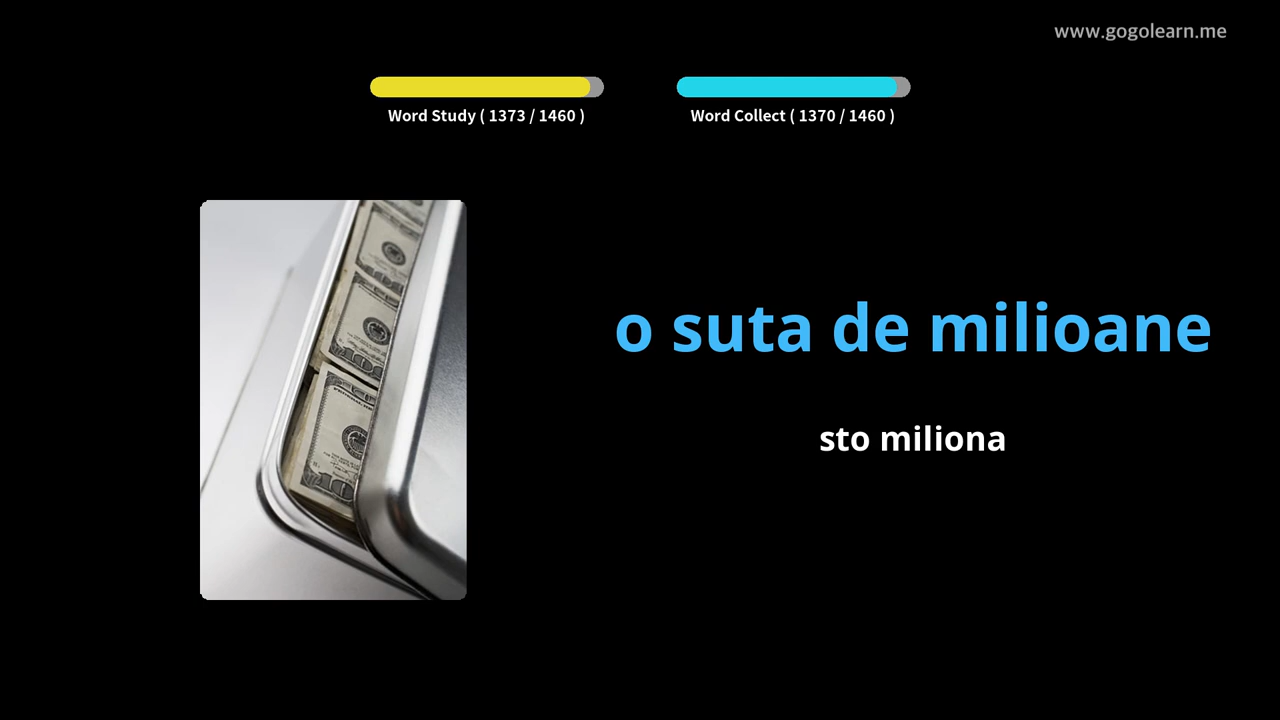 www.gogolearn.me
Word Study ( 1373 / 1460 )
Word Collect ( 1370 / 1460 )
o suta de milioane
sto miliona